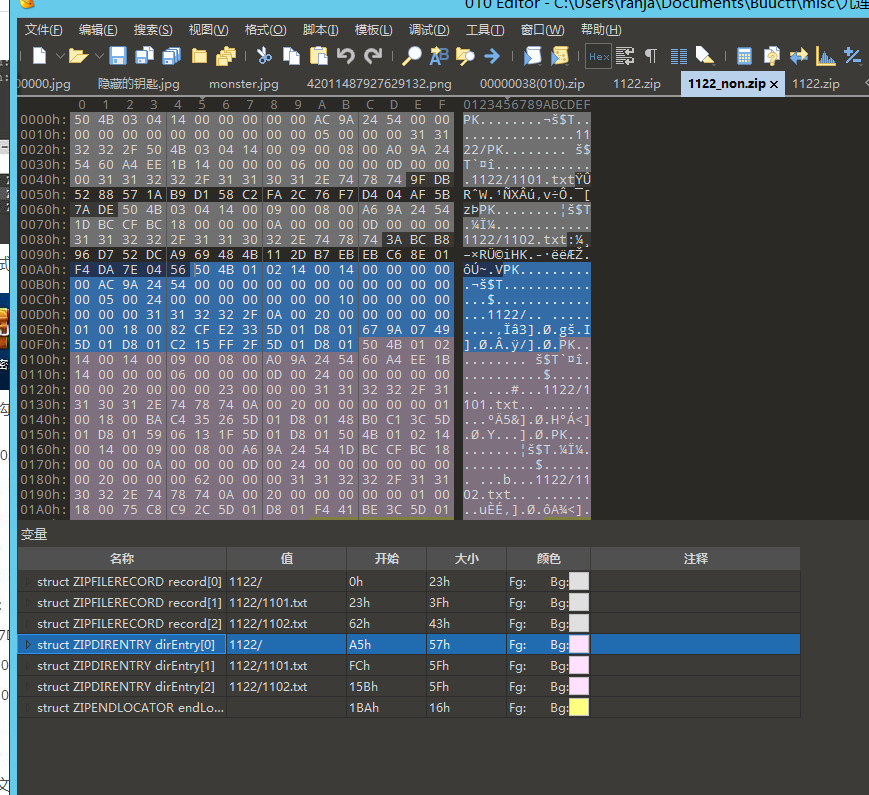 010 Editor - C:\Users\ranja\Documents\Buuctf\misc\九连
文件(F) 编辑(E) 搜索(S) 视图(V) 格式(O) 脚本(I) 模板(L) 调试(D) 工具(T) 窗口(W) 帮助(H)
Hex
00000.jpg 隐藏的钥匙.jpg monster.jpg 42011487927629132.png 00000038(010).zip 1122.zip 1122_non.zip × 1122.zip
0 1 2 3 4 5 6 7 8 9 A B C D E F 0123456789ABCDEF
0000h: 50 4B 03 04 14 00 00 00 00 00 AC 9A 24 54 00 00 PK........¬š$T..
0010h: 00 00 00 00 00 00 00 00 00 00 05 00 00 00 31 31 ..............11
0020h: 32 32 2F 50 4B 03 04 14 00 09 00 08 00 A0 9A 24 22/PK........ š$
0030h: 54 60 A4 EE 1B 14 00 00 00 06 00 00 00 0D 00 00 T`¤î............
0040h: 00 31 31 32 32 2F 31 31 30 31 2E 74 78 74 9F DB .1122/1101.txtŸÛ
0050h: 52 88 57 1A B9 D1 58 C2 FA 2C 76 F7 D4 04 AF 5B RˆW.¹ÑXÂú,v÷Ô.¯[
0060h: 7A DE 50 4B 03 04 14 00 09 00 08 00 A6 9A 24 54 zÞPK........¦š$T
0070h: 1D BC CF BC 18 00 00 00 0A 00 00 00 0D 00 00 00 .¼Ï¼............
0080h: 31 31 32 32 2F 31 31 30 32 2E 74 78 74 3A BC B8 1122/1102.txt:¼¸
0090h: 96 D7 52 DC A9 69 48 4B 11 2D B7 EB EB C6 8E 01 –×RÜ©iHK.-·ëëÆŽ.
00A0h: F4 DA 7E 04 56 50 4B 01 02 14 00 14 00 00 00 00 ôÚ~.VPK.........
00B0h: 00 AC 9A 24 54 00 00 00 00 00 00 00 00 00 00 00 .¬š$T...........
00C0h: 00 05 00 24 00 00 00 00 00 00 00 10 00 00 00 00 ...$............
00D0h: 00 00 00 31 31 32 32 2F 0A 00 20 00 00 00 00 00 ...1122/.. .....
00E0h: 01 00 18 00 82 CF E2 33 5D 01 D8 01 67 9A 07 49 ....‚Ïâ3].Ø.gš.I
00F0h: 5D 01 D8 01 C2 15 FF 2F 5D 01 D8 01 50 4B 01 02 ].Ø.Â.ÿ/].Ø.PK..
0100h: 14 00 14 00 09 00 08 00 A0 9A 24 54 60 A4 EE 1B ........ š$T`¤î.
0110h: 14 00 00 00 06 00 00 00 0D 00 24 00 00 00 00 00 ..........$.....
0120h: 00 00 20 00 00 00 23 00 00 00 31 31 32 32 2F 31 .. ...#...1122/1
0130h: 31 30 31 2E 74 78 74 0A 00 20 00 00 00 00 00 01 101.txt.. ......
0140h: 00 18 00 BA C4 35 26 5D 01 D8 01 48 B0 C1 3C 5D ...ºÄ5&].Ø.H°Á<]
0150h: 01 D8 01 59 06 13 1F 5D 01 D8 01 50 4B 01 02 14 .Ø.Y...].Ø.PK...
0160h: 00 14 00 09 00 08 00 A6 9A 24 54 1D BC CF BC 18 .......¦š$T.¼Ï¼.
0170h: 00 00 00 0A 00 00 00 0D 00 24 00 00 00 00 00 00 .........$......
0180h: 00 20 00 00 00 62 00 00 00 31 31 32 32 2F 31 31 . ...b...1122/11
0190h: 30 32 2E 74 78 74 0A 00 20 00 00 00 00 00 01 00 02.txt.. .......
01A0h: 18 00 75 C8 C9 2C 5D 01 D8 01 F4 41 BE 3C 5D 01 ..uÈÉ,].Ø.ôA¾<].
变量
名称 值 开始 大小 颜色 注释
struct ZIPFILERECORD record[0] 1122/ 0h 23h Fg: Bg:
struct ZIPFILERECORD record[1] 1122/1101.txt 23h 3Fh Fg: Bg:
struct ZIPFILERECORD record[2] 1122/1102.txt 62h 43h Fg: Bg:
struct ZIPDIRENTRY dirEntry[0] 1122/ A5h 57h Fg: Bg:
struct ZIPDIRENTRY dirEntry[1] 1122/1101.txt FCh 5Fh Fg: Bg:
struct ZIPDIRENTRY dirEntry[2] 1122/1102.txt 15Bh 5Fh Fg: Bg:
struct ZIPENDLOCATOR endLo... 1BAh 16h Fg: Bg: